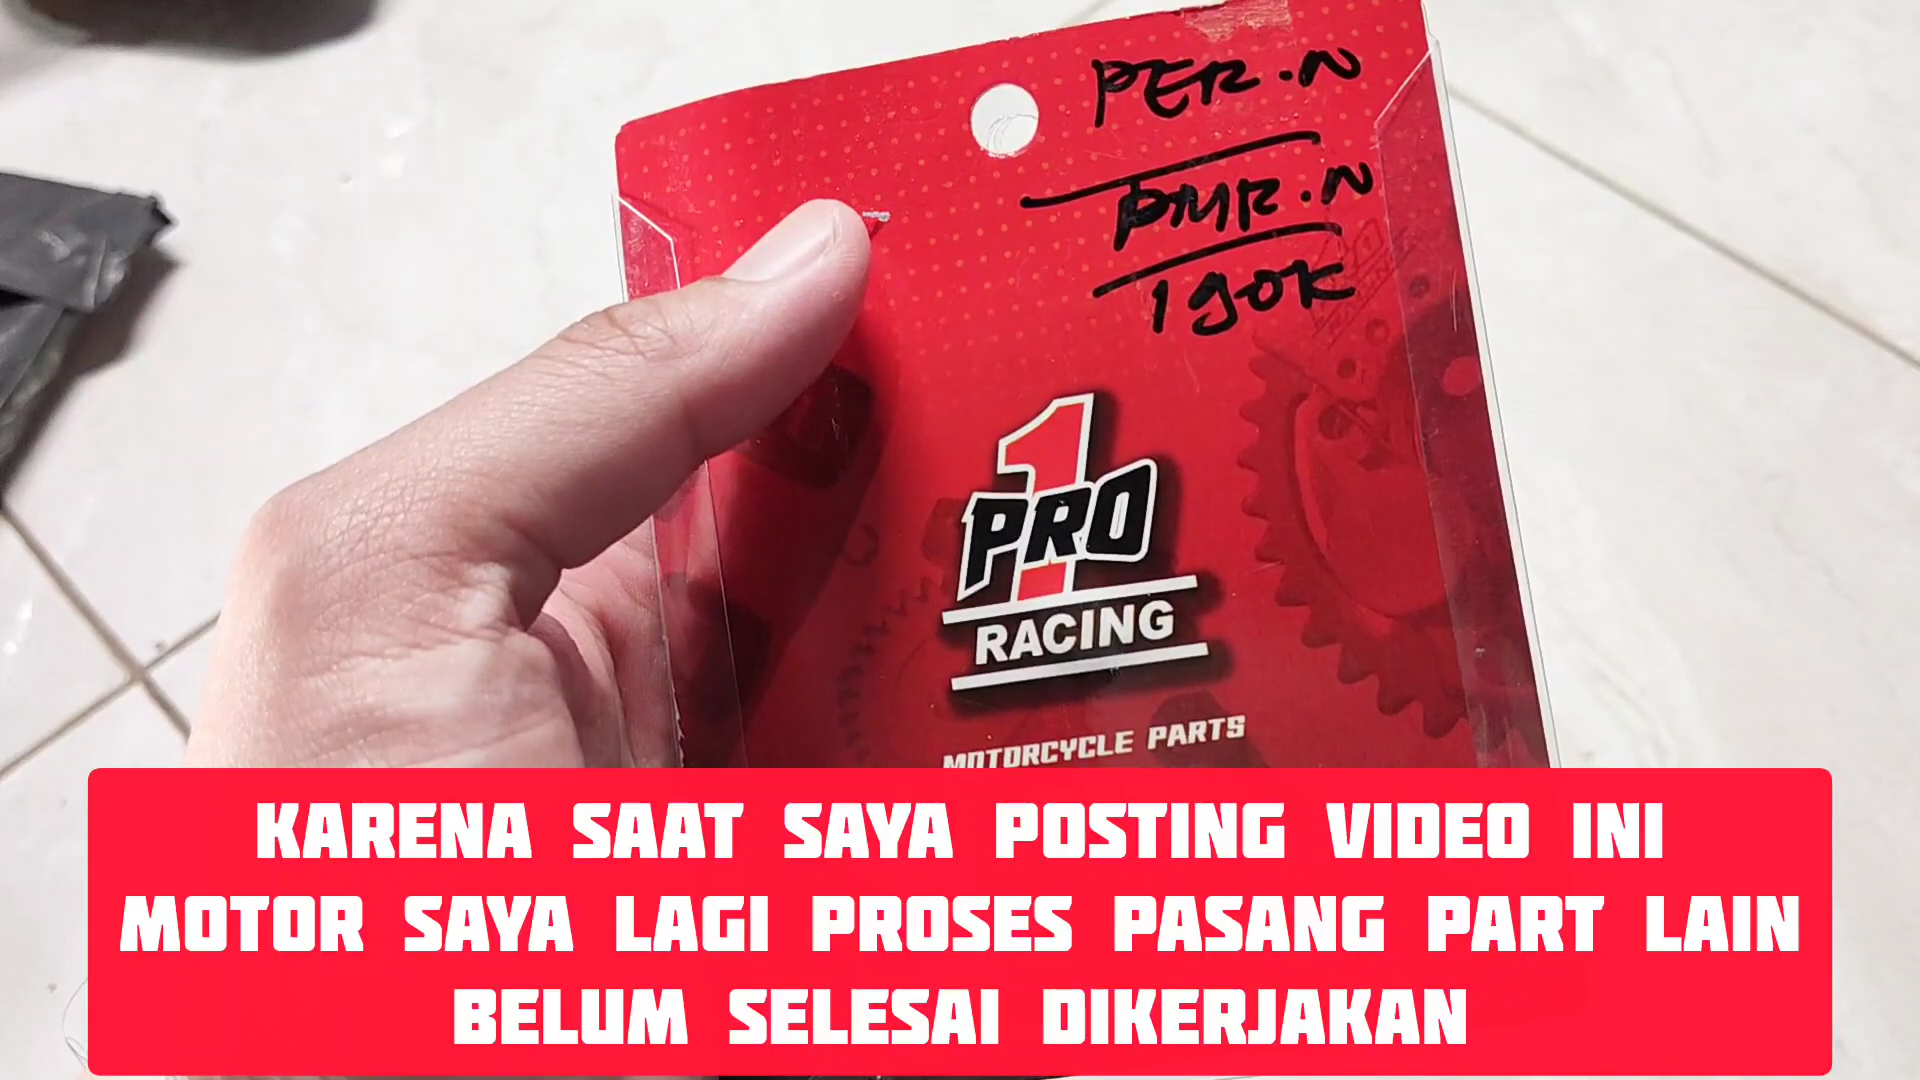 PER.N
PMR.N
190K
1
PRO
RACING
MOTORCYCLE PARTS
KARENA SAAT SAYA POSTING VIDEO INI
MOTOR SAYA LAGI PROSES PASANG PART LAIN
BELUM SELESAI DIKERJAKAN